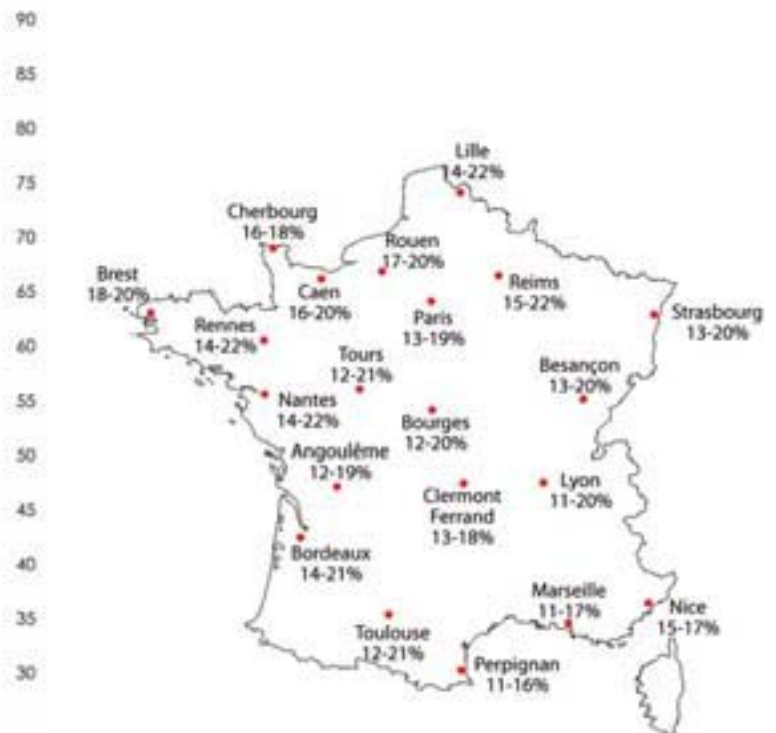 90
85
80
75
70
65
60
55
50
45
40
35
30
Lille
14-22%
Cherbourg
16-18%
Rouen
17-20%
Brest
18-20%
Caen
16-20%
Reims
15-22%
Paris
13-19%
Strasbourg
13-20%
Rennes
14-22%
Tours
12-21%
Besançon
13-20%
Nantes
14-22%
Bourges
12-20%
Angoulême
12-19%
Clermont
Ferrand
13-18%
Lyon
11-20%
Bordeaux
14-21%
Marseille
11-17%
Nice
15-17%
Toulouse
12-21%
Perpignan
11-16%